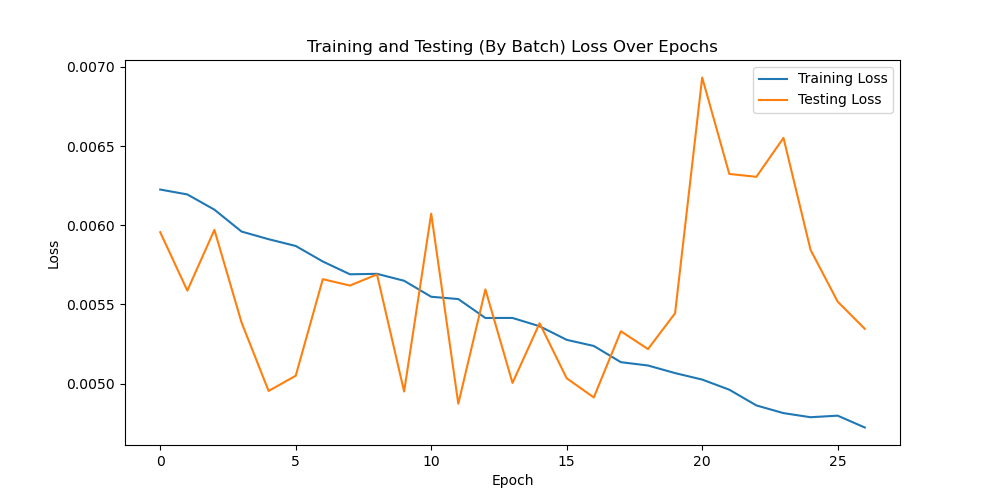 Training and Testing (By Batch) Loss Over Epochs
Training Loss
Testing Loss
0.0070
0.0065
0.0060
0.0055
0.0050
Loss
0 5 10 15 20 25
Epoch